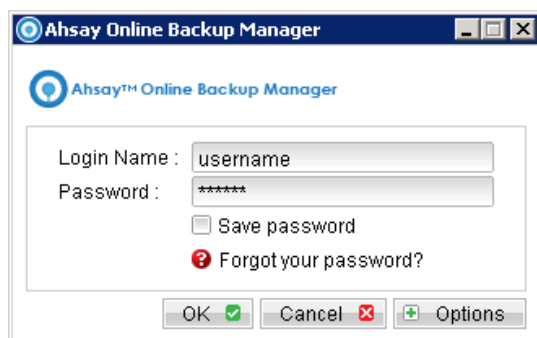 Ahsay Online Backup Manager
Ahsay™ Online Backup Manager
Login Name : username
Password : ******
Save password
Forgot your password?
OK Cancel Options